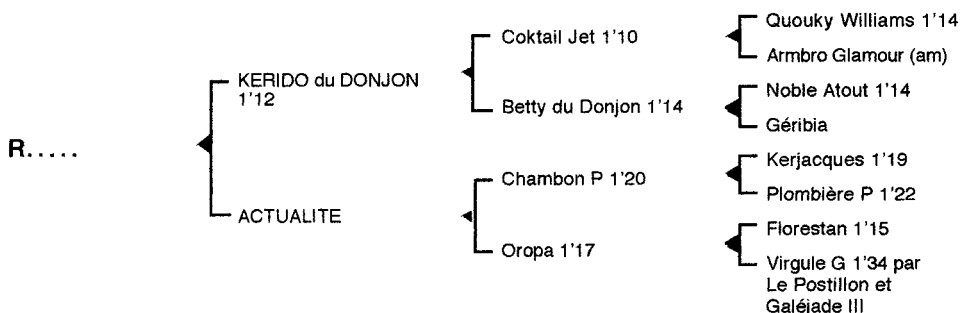 R.....
KERIDO du DONJON
1'12
ACTUALITE
Coktail Jet 1'10
Betty du Donjon 1'14
Chambon P 1'20
Oropa 1'17
Quouky Williams 1'14
Armbro Glamour (am)
Noble Atout 1'14
Géribia
Kerjacques 1'19
Plombière P 1'22
Florestan 1'15
Virgule G 1'34 par
Le Postillon et
Galéjade III